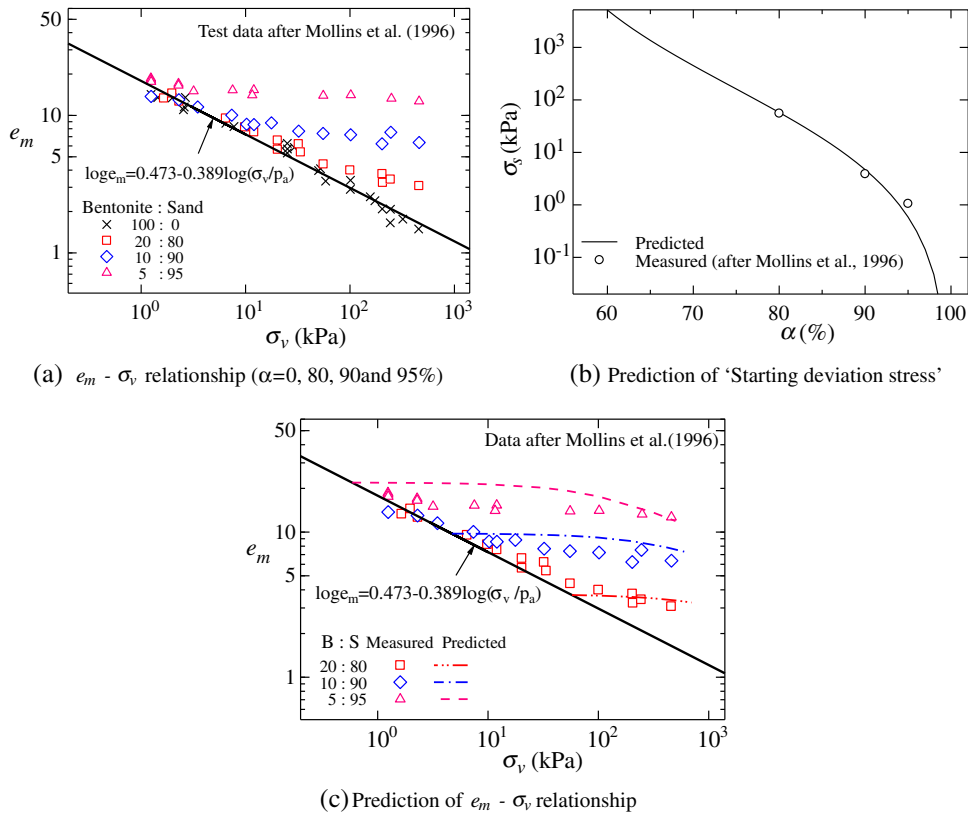 50
10
5
1
e_m
Test data after Mollins et al. (1996)
loge_m=0.473-0.389log(σ_v/p_a)
Bentonite : Sand
100 : 0
20 : 80
10 : 90
5 : 95
10^0
10^1
10^2
10^3
σ_v (kPa)
(a) e_m - σ_v relationship (α=0, 80, 90and 95%)
10^3
10^2
10^1
10^0
10^-1
σ_s (kPa)
Predicted
Measured (after Mollins et al., 1996)
60
70
80
90
100
α (%)
(b) Prediction of ‘Starting deviation stress’
50
10
5
1
e_m
Data after Mollins et al.(1996)
loge_m=0.473-0.389log(σ_v /p_a)
B : S Measured Predicted
20 : 80
10 : 90
5 : 95
10^0
10^1
10^2
10^3
σ_v (kPa)
(c) Prediction of e_m - σ_v relationship